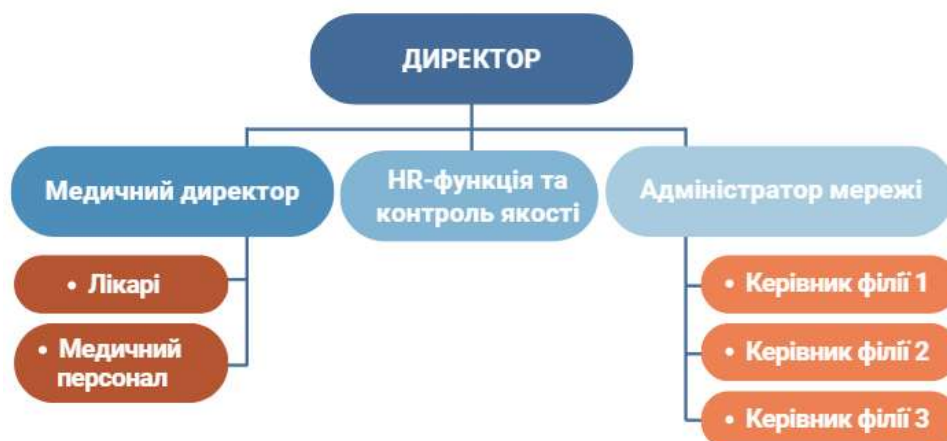 ДИРЕКТОР
Медичний директор
HR-функція та
контроль якості
Адміністратор мережі
• Лікарі
• Медичний
персонал
• Керівник філії 1
• Керівник філії 2
• Керівник філії 3